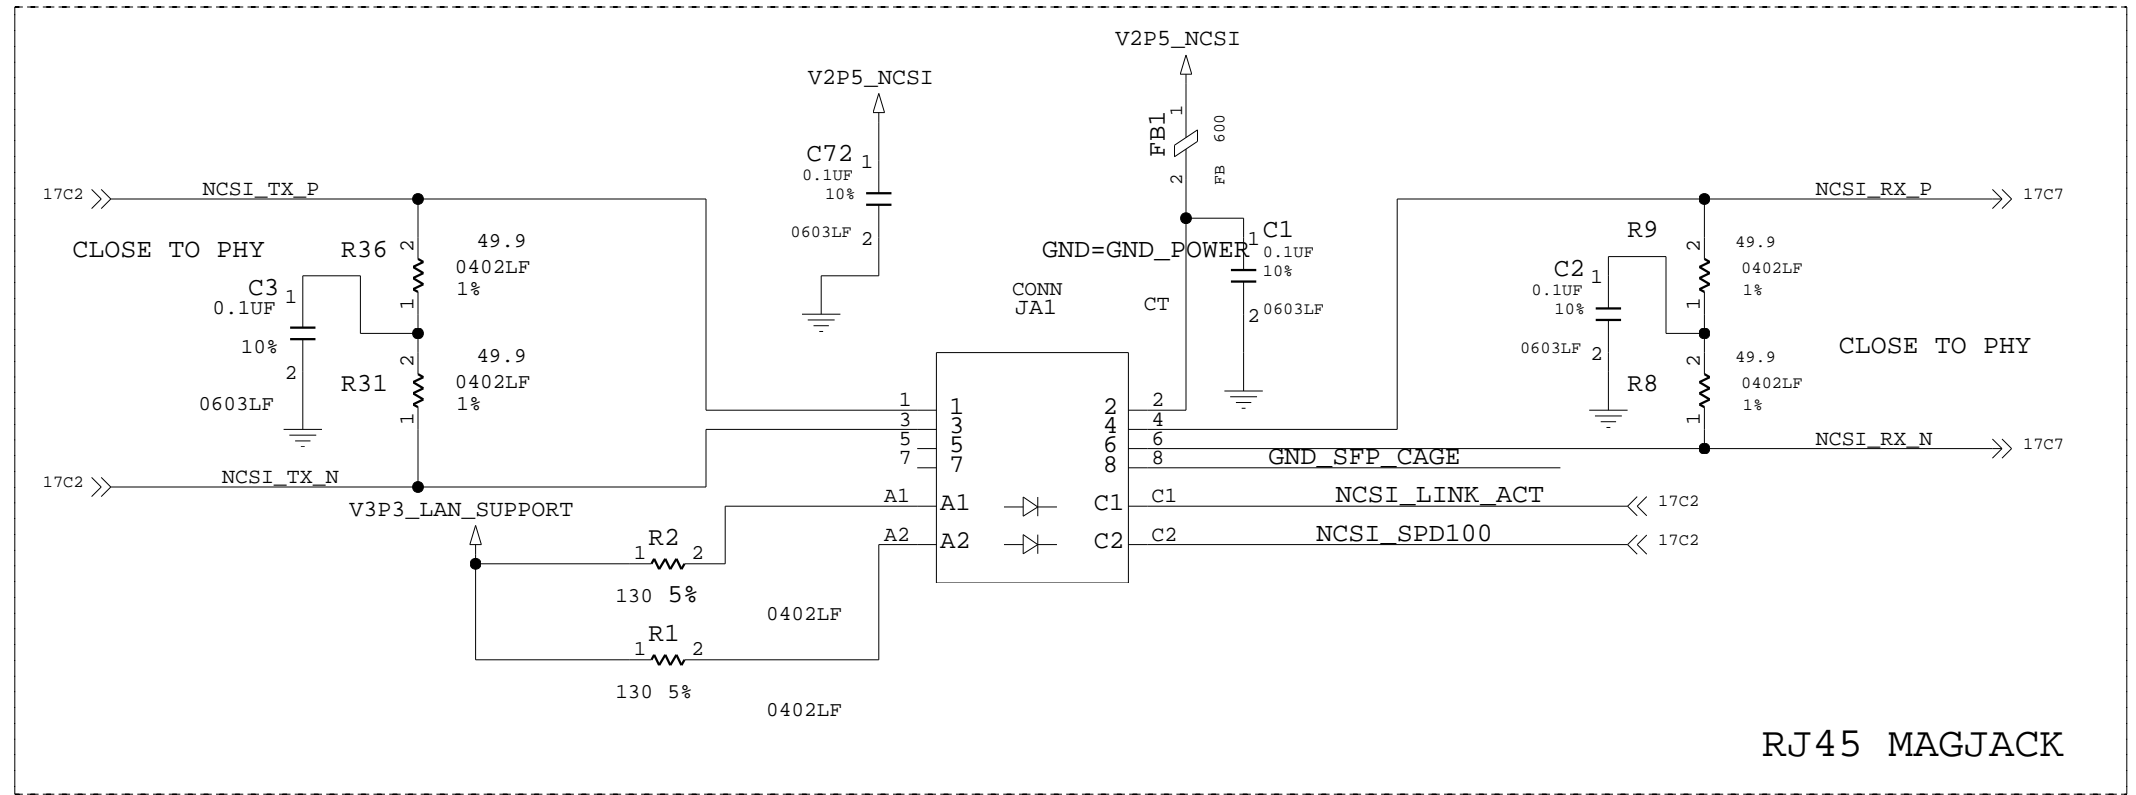 V2P5_NCSI
V2P5_NCSI
FB1
1
2
FB 600
C72
1
0.1UF
10%
0603LF
2
17C2
NCSI_TX_P
NCSI_RX_P
17C7
CLOSE TO PHY
R36
2
49.9
0402LF
1%
1
C3
1
0.1UF
10%
2
0603LF
2
49.9
R31
0402LF
1%
1
GND=GND_POWER
1
C1
0.1UF
10%
2
0603LF
CONN
JA1
CT
R9
2
49.9
0402LF
1%
1
C2
1
0.1UF
10%
0603LF
2
CLOSE TO PHY
2
49.9
R8
0402LF
1%
1
1 1 2 2
3 3 4 4
5 5 6 6
7 7 8 8
NCSI_RX_N
17C7
GND_SFP_CAGE
17C2
NCSI_TX_N
A1 A1 C1 C1
NCSI_LINK_ACT
17C2
A2 A2 C2 C2
NCSI_SPD100
17C2
V3P3_LAN_SUPPORT
R2
1 2
130 5%
0402LF
R1
1 2
130 5%
0402LF
RJ45 MAGJACK